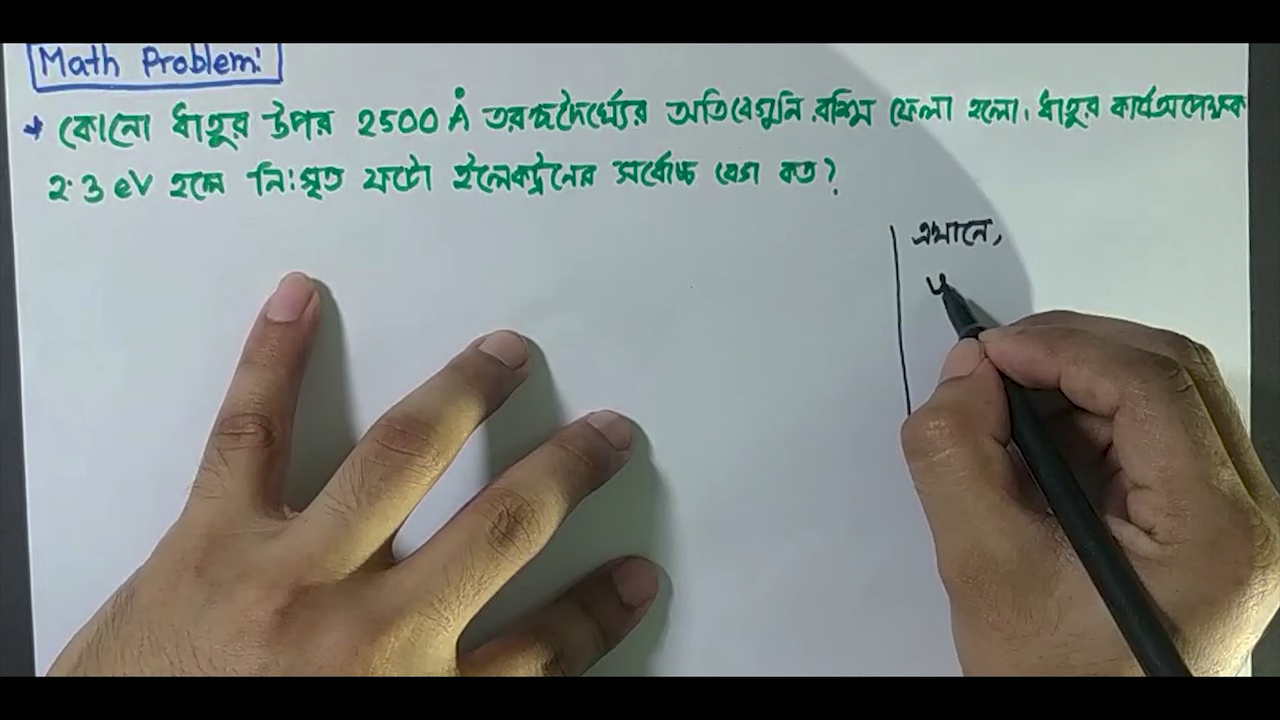 Math Problem:
* কোনো ধাতুর উপর 2500 Å তরঙ্গদৈর্ঘ্যের অতিবেগুনি রশ্মি ফেলা হলো। ধাতুর কার্যঅপেক্ষক
2.3 eV হলে নিঃসৃত ফটো ইলেকট্রনের সর্বোচ্চ বেগ কত?
এখানে,